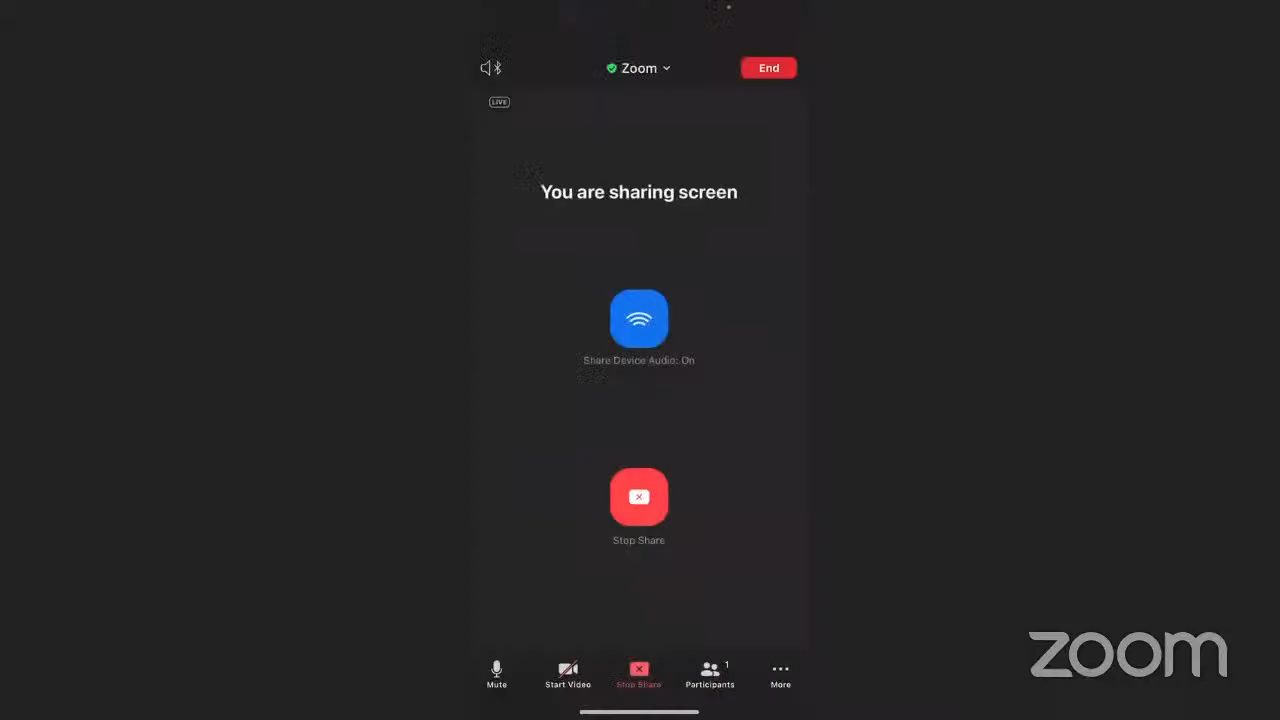 Zoom
End
LIVE
You are sharing screen
Share Device Audio: On
Stop Share
1
Mute
Start Video
Stop Share
Participants
More
zoom